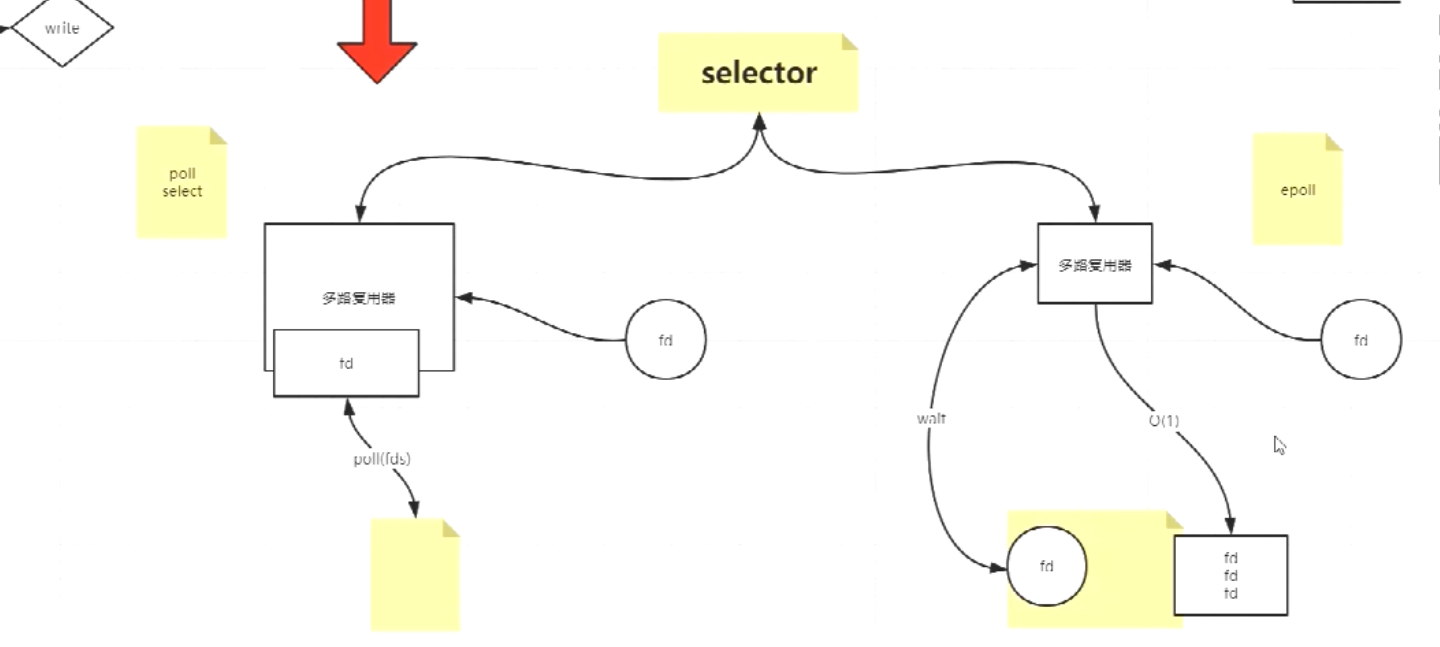 write
selector
poll
select
epoll
多路复用器
多路复用器
fd
fd
fd
wait
O(1)
poll(fds)
fd
fd
fd
fd